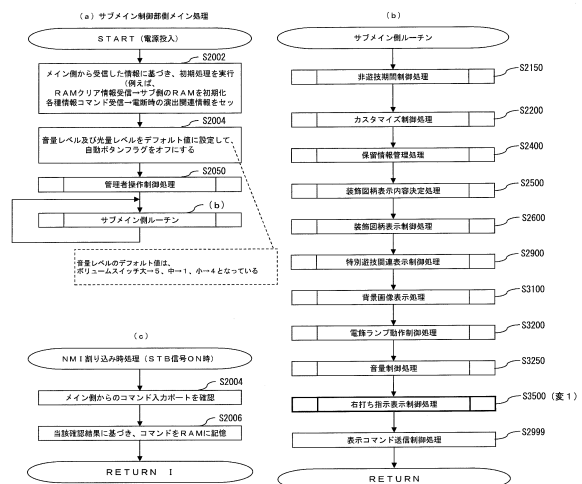 (a) サブメイン制御部側メイン処理
START (電源投入)
S2002
メイン側から受信した情報に基づき、初期処理を実行
(例えば、
RAMクリア情報受信→サブ側のRAMを初期化
各種情報コマンド受信→電断時の演出関連情報をセッ
S2004
音量レベル及び光量レベルをデフォルト値に設定して、
自動ボタンフラグをオフにする
S2050
管理者操作制御処理
(b)
サブメイン側ルーチン
音量レベルのデフォルト値は、
ボリュームスイッチ大→5、中→1、小→4となっている
(c)
NMI割り込み時処理 (STB信号ON時)
S2004
メイン側からのコマンド入力ポートを確認
S2006
当該確認結果に基づき、コマンドをRAMに記憶
RETURN I
(b)
サブメイン側ルーチン
S2150
非遊技期間制御処理
S2200
カスタマイズ制御処理
S2400
保留情報管理処理
S2500
装飾図柄表示内容決定処理
S2600
装飾図柄表示制御処理
S2900
特別遊技関連表示制御処理
S3100
背景画像表示処理
S3200
電飾ランプ動作制御処理
S3250
音量制御処理
S3500 (変1)
右打ち指示表示制御処理
S2999
表示コマンド送信制御処理
RETURN